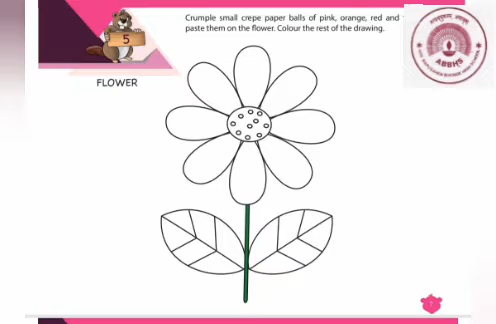 Crumple small crepe paper balls of pink, orange, red and
paste them on the flower. Colour the rest of the drawing.
5
FLOWER
ABBHS
7